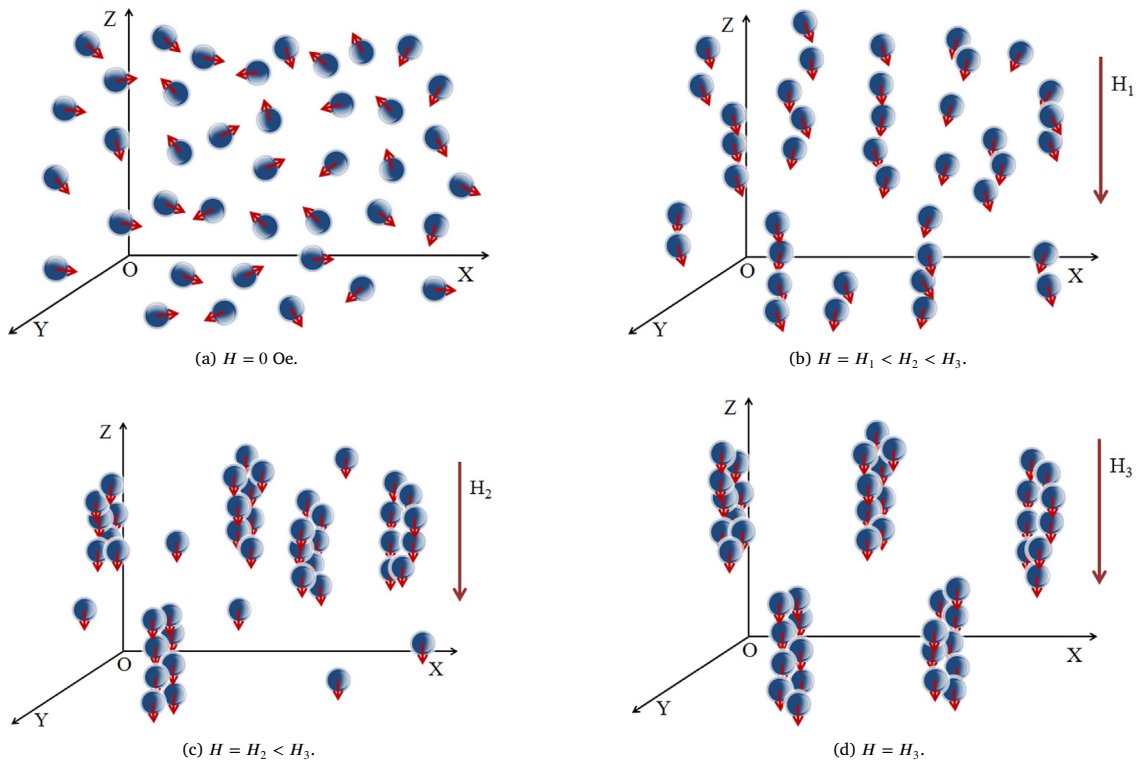 Z
O
X
Y
(a) H = 0 Oe.
Z
H₁
O
X
Y
(b) H = H₁ < H₂ < H₃.
Z
H₂
O
X
Y
(c) H = H₂ < H₃.
Z
H₃
O
X
Y
(d) H = H₃.